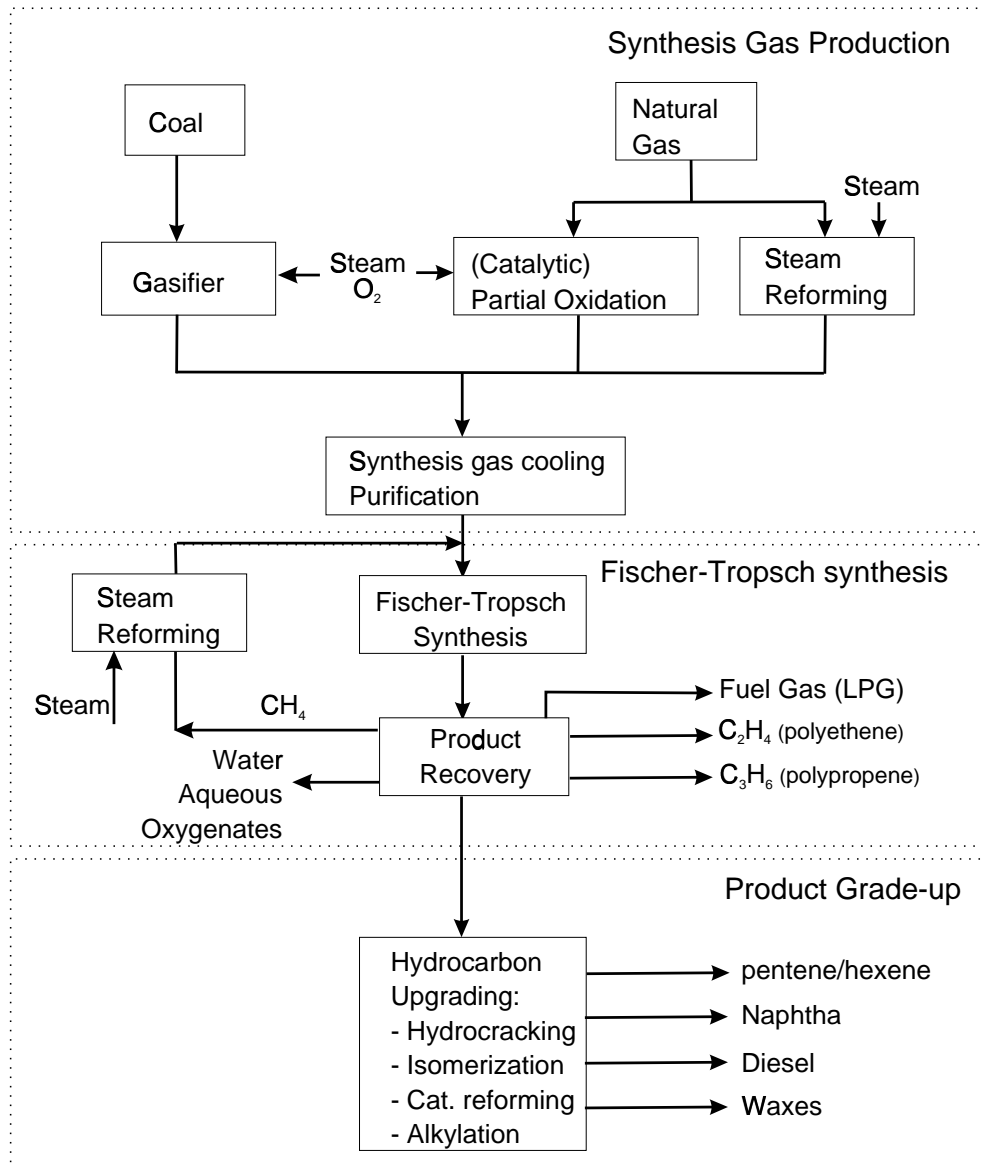 Synthesis Gas Production
Coal
Natural
Gas
Steam
Gasifier
Steam
O₂
(Catalytic)
Partial Oxidation
Steam
Reforming
Synthesis gas cooling
Purification
Fischer-Tropsch synthesis
Steam
Reforming
Fischer-Tropsch
Synthesis
Steam
CH₄
Product
Recovery
Fuel Gas (LPG)
C₂H₄ (polyethene)
C₃H₆ (polypropene)
Water
Aqueous
Oxygenates
Product Grade-up
Hydrocarbon
Upgrading:
- Hydrocracking
- Isomerization
- Cat. reforming
- Alkylation
pentene/hexene
Naphtha
Diesel
Waxes